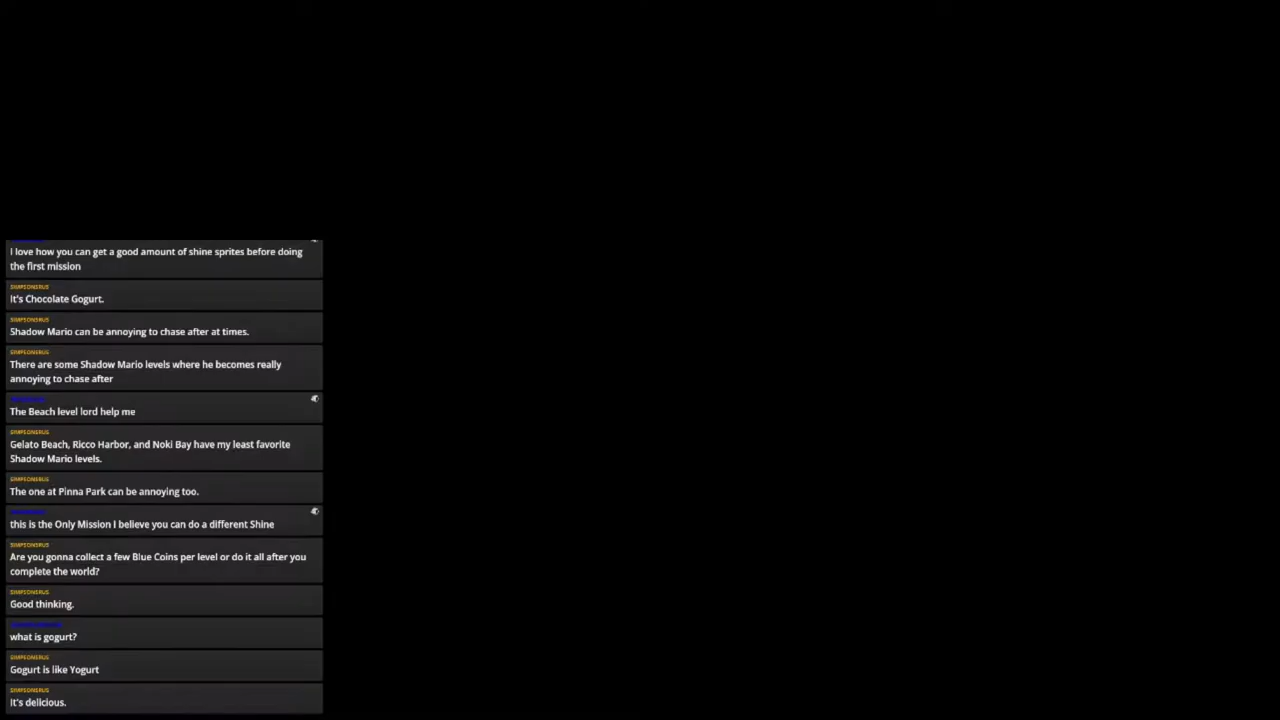 I love how you can get a good amount of shine sprites before doing
the first mission
SIMPSONSRUS
It's Chocolate Gogurt.
SIMPSONSRUS
Shadow Mario can be annoying to chase after at times.
SIMPSONSRUS
There are some Shadow Mario levels where he becomes really
annoying to chase after
The Beach level lord help me
SIMPSONSRUS
Gelato Beach, Ricco Harbor, and Noki Bay have my least favorite
Shadow Mario levels.
SIMPSONSRUS
The one at Pinna Park can be annoying too.
this is the Only Mission I believe you can do a different Shine
SIMPSONSRUS
Are you gonna collect a few Blue Coins per level or do it all after you
complete the world?
SIMPSONSRUS
Good thinking.
what is gogurt?
SIMPSONSRUS
Gogurt is like Yogurt
SIMPSONSRUS
It's delicious.